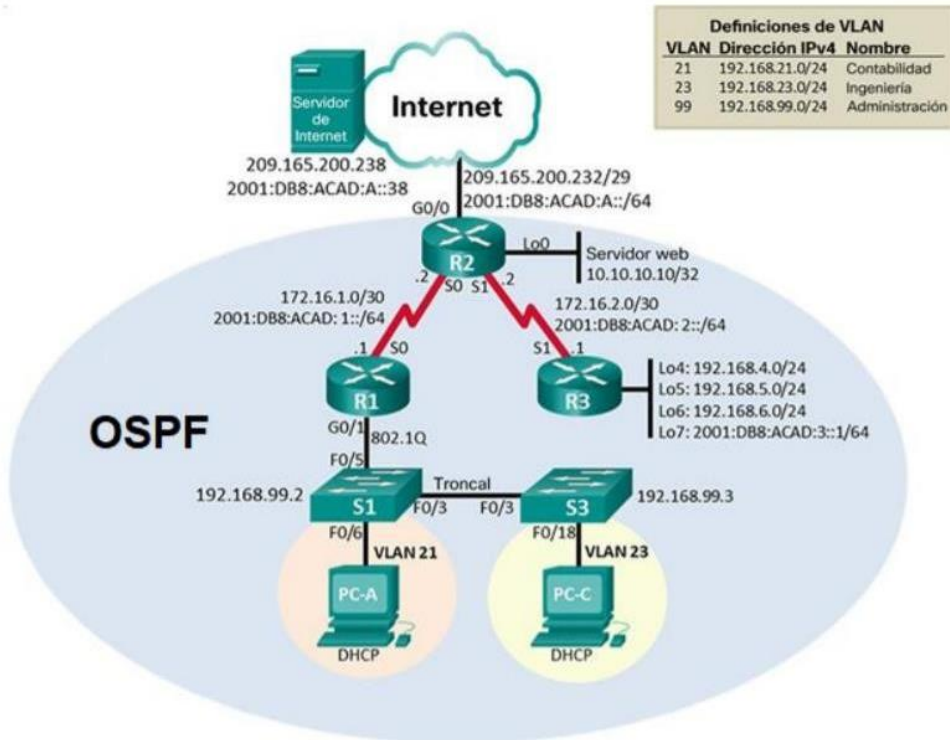 Definiciones de VLAN
VLAN Dirección IPv4 Nombre
21 192.168.21.0/24 Contabilidad
23 192.168.23.0/24 Ingeniería
99 192.168.99.0/24 Administración
Servidor
de
Internet
Internet
209.165.200.238
2001:DB8:ACAD:A::38
209.165.200.232/29
2001:DB8:ACAD:A::/64
G0/0
R2
Lo0
Servidor web
10.10.10.10/32
.2
S0
S1
.2
172.16.1.0/30
2001:DB8:ACAD: 1::/64
172.16.2.0/30
2001:DB8:ACAD: 2::/64
.1
S0
S1
.1
R1
R3
Lo4: 192.168.4.0/24
Lo5: 192.168.5.0/24
Lo6: 192.168.6.0/24
Lo7: 2001:DB8:ACAD:3::1/64
OSPF
G0/1
802.1Q
F0/5
Troncal
192.168.99.2
S1
F0/3
F0/3
S3
192.168.99.3
F0/6
VLAN 21
F0/18
VLAN 23
PC-A
PC-C
DHCP
DHCP